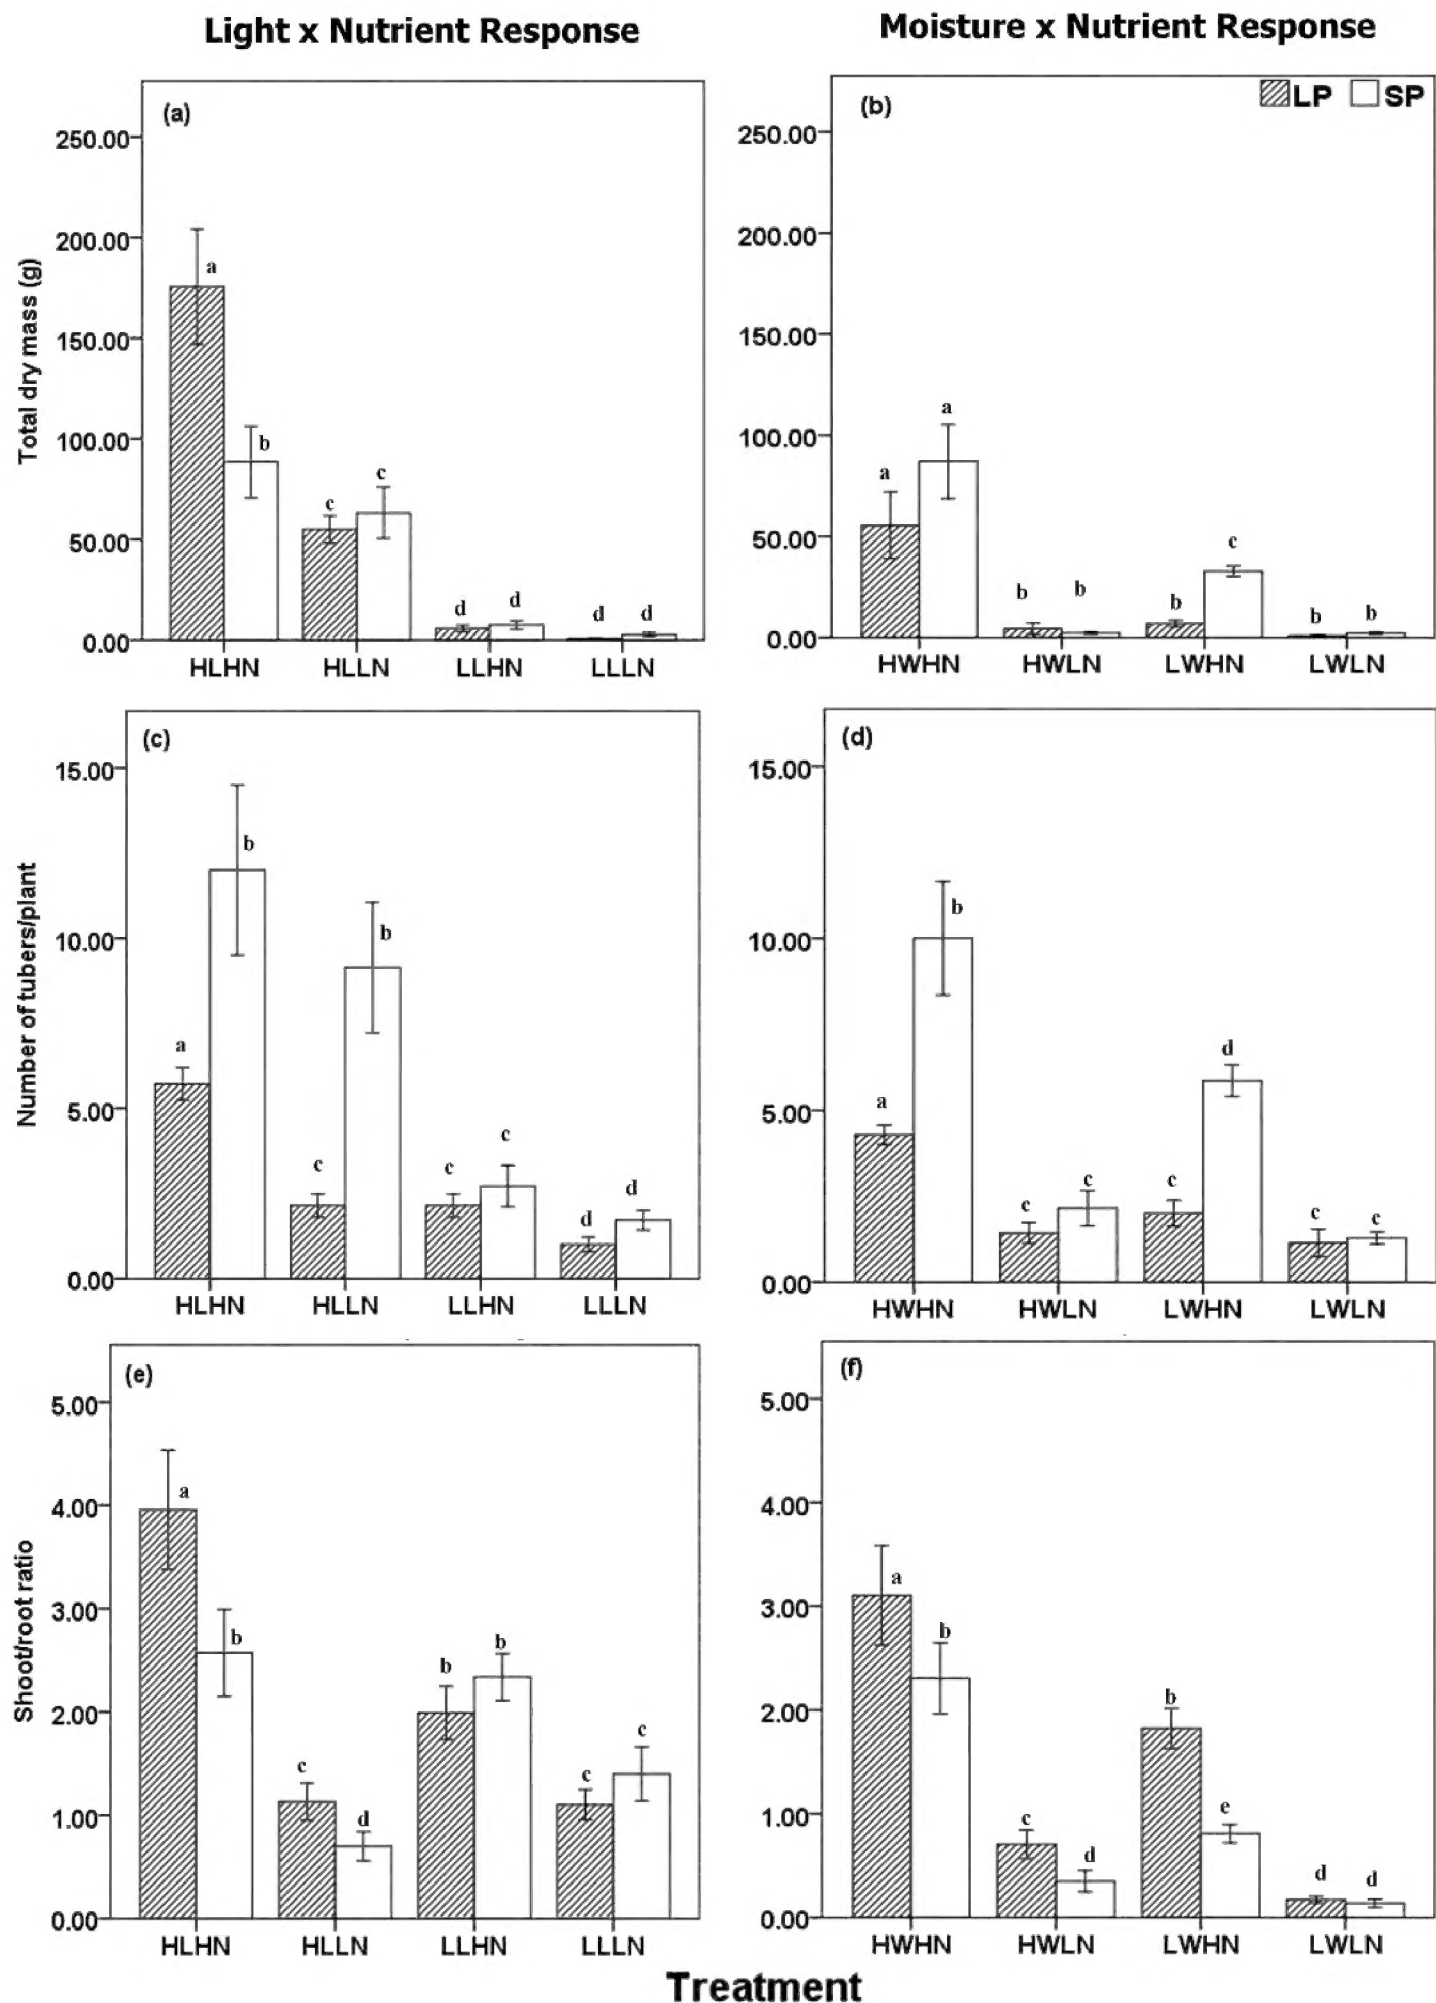 Light x Nutrient Response
Moisture x Nutrient Response
(a)
250.00
200.00
150.00
100.00
50.00
0.00
Total dry mass (g)
a
b
c
c
d
d
d
d
HLHN HLLN LLHN LLLN
(b)
LP SP
250.00
200.00
150.00
100.00
50.00
0.00
a
a
b
b
b
c
b
b
HWHN HWLN LWHN LWLN
(c)
15.00
10.00
5.00
0.00
Number of tubers/plant
a
b
c
b
c
c
d
d
HLHN HLLN LLHN LLLN
(d)
15.00
10.00
5.00
0.00
a
b
c
c
c
d
c
c
HWHN HWLN LWHN LWLN
(e)
5.00
4.00
3.00
2.00
1.00
0.00
Shoot/root ratio
a
b
c
d
b
b
c
c
HLHN HLLN LLHN LLLN
(f)
5.00
4.00
3.00
2.00
1.00
0.00
a
b
c
d
b
e
d
d
HWHN HWLN LWHN LWLN
Treatment